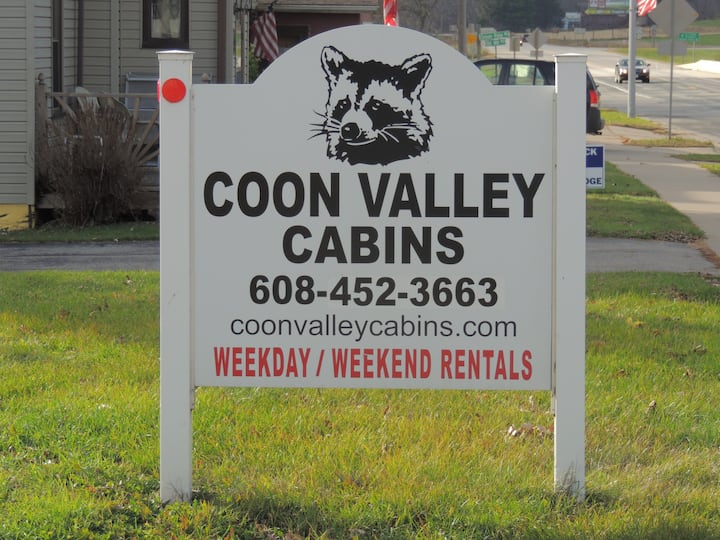 COON VALLEY
CABINS
608-452-3663
coonvalleycabins.com
WEEKDAY / WEEKEND RENTALS